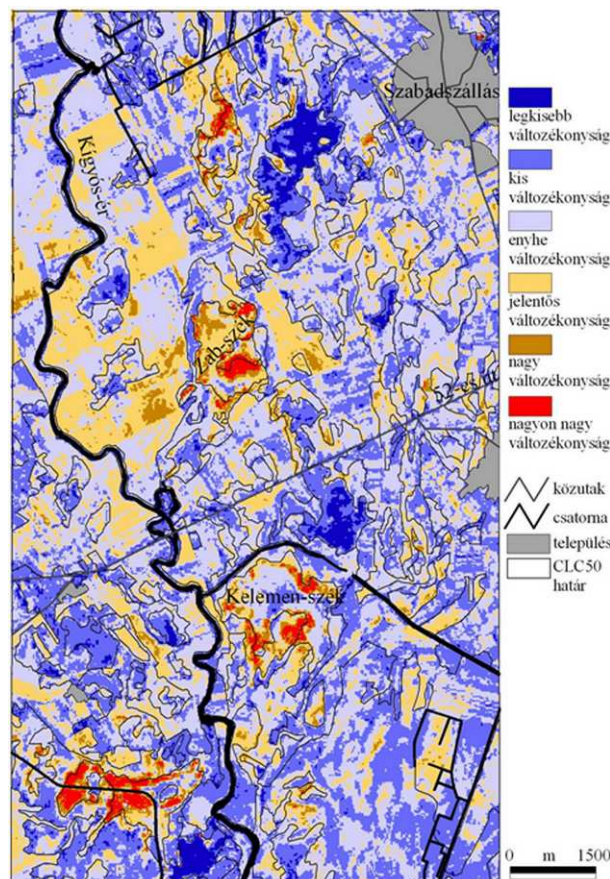 Szabadszállás
Kígyós-ér
Zab-szék
52-es út
Kelemen-szék
legkisebb
változékonyság
kis
változékonyság
enyhe
változékonyság
jelentős
változékonyság
nagy
változékonyság
nagyon nagy
változékonyság
közutak
csatorna
település
CLC50
határ
0 m 1500